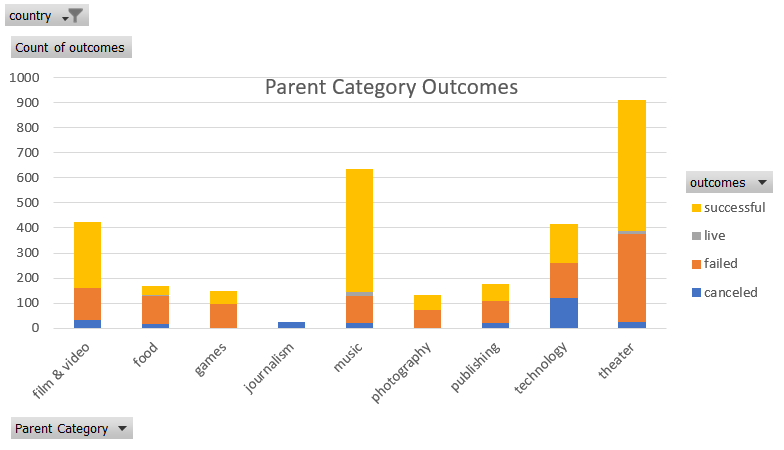 country
Count of outcomes
Parent Category Outcomes
1000
900
800
700
600
500
400
300
200
100
0
film & video
food
games
journalism
music
photography
publishing
technology
theater
outcomes
successful
live
failed
canceled
Parent Category